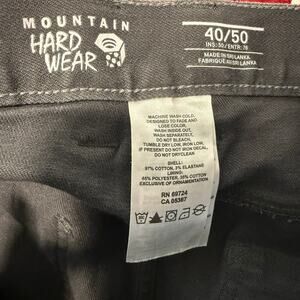 MOUNTAIN
HARD
WEAR
40/50
INS: 30/ENTR: 76
MADE IN SRI LANKA
FABRIQUE AU SRI LANKA
MACHINE WASH COLD.
DESIGNED TO FADE AND
LOSE COLOR.
WASH INSIDE OUT.
WASH SEPARATELY.
DO NOT BLEACH.
TUMBLE DRY LOW, IRON LOW.
IF PRESENT DO NOT IRON DECAL.
DO NOT DRYCLEAN
SHELL:
97% COTTON, 3% ELASTANE
LINING:
65% POLYESTER, 35% COTTON
EXCLUSIVE OF ORNAMENTATION
RN 69724
CA 05367